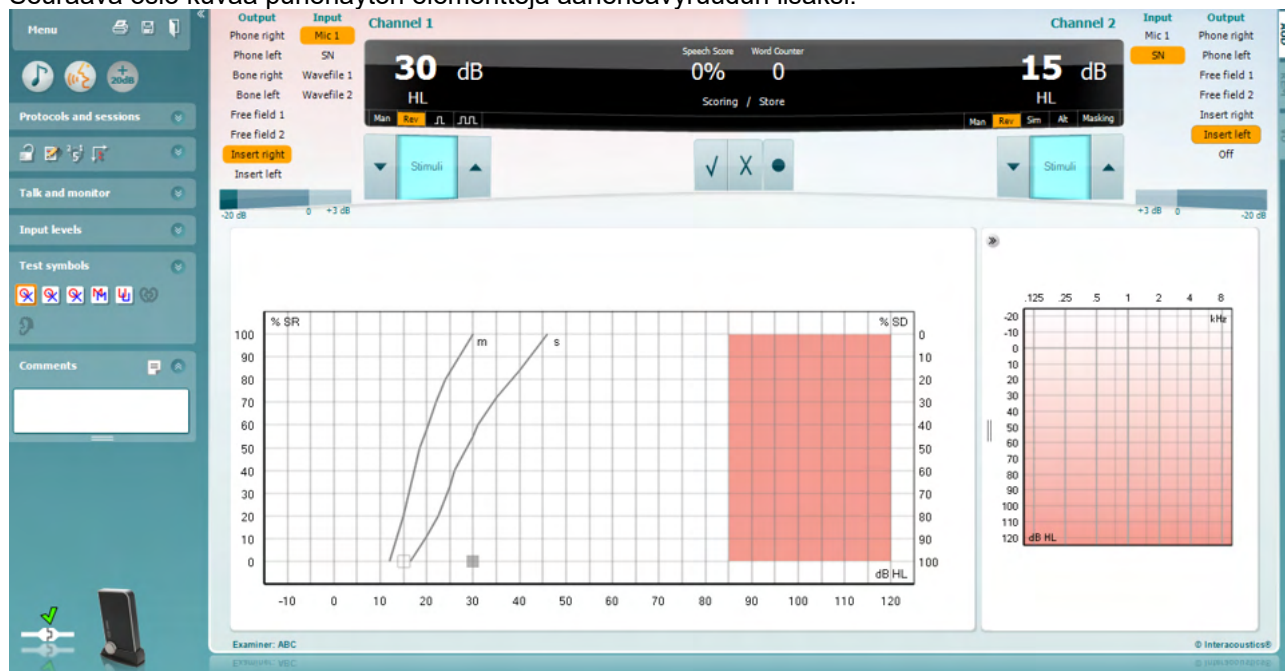 Seuraava osio kuvaa puhenäytön elementtejä äänensävyruudun lisäksi:
Menu
Protocols and sessions
Talk and monitor
Input levels
Test symbols
Comments
+
20dB
Output Input
Phone right Mic 1
Phone left SN
Bone right Wavefile 1
Bone left Wavefile 2
Free field 1
Free field 2
Insert right
Insert left
Channel 1
30 dB
HL
Man Rev
Speech Score Word Counter
0% 0
Scoring / Store
Channel 2
15 dB
HL
Man Rev Sim Alt Masking
Input Output
Mic 1 Phone right
SN Phone left
Free field 1
Free field 2
Insert right
Insert left
Off
Stimuli
Stimuli
-20 dB 0 +3 dB
+3 dB 0 -20 dB
% SR % SD
m s
100 0
90 10
80 20
70 30
60 40
50 50
40 60
30 70
20 80
10 90
0 100
dB HL
-10 0 10 20 30 40 50 60 70 80 90 100 110 120
.125 .25 .5 1 2 4 8
kHz
-20
-10
0
10
20
30
40
50
60
70
80
90
100
110
120 dB HL
Examiner: ABC
© Interacoustics®